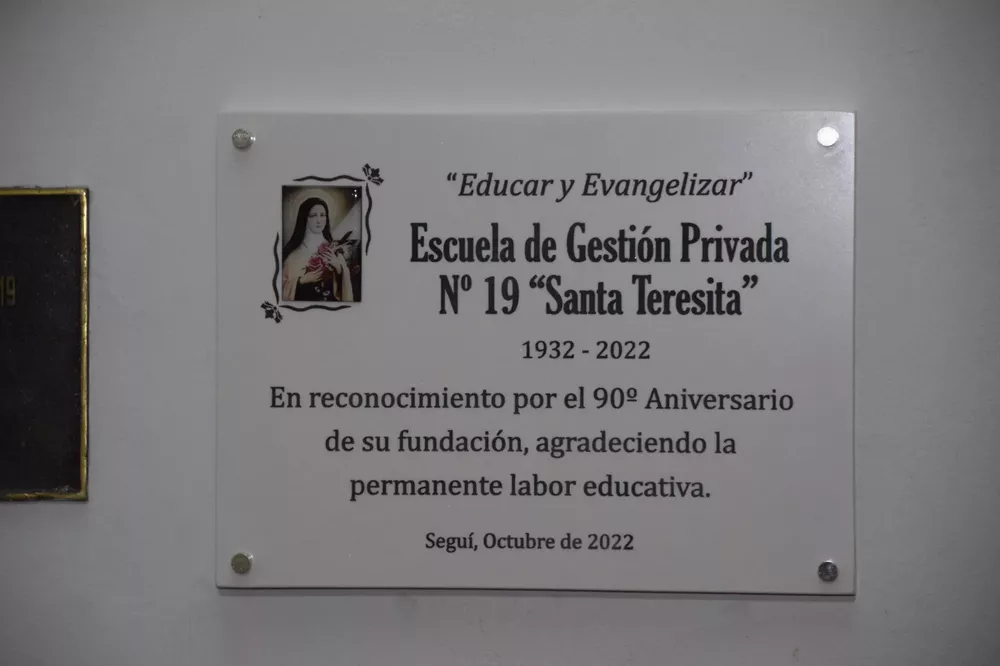 “Educar y Evangelizar”
Escuela de Gestión Privada
Nº 19 “Santa Teresita”
1932 - 2022
En reconocimiento por el 90º Aniversario
de su fundación, agradeciendo la
permanente labor educativa.
Seguí, Octubre de 2022
19